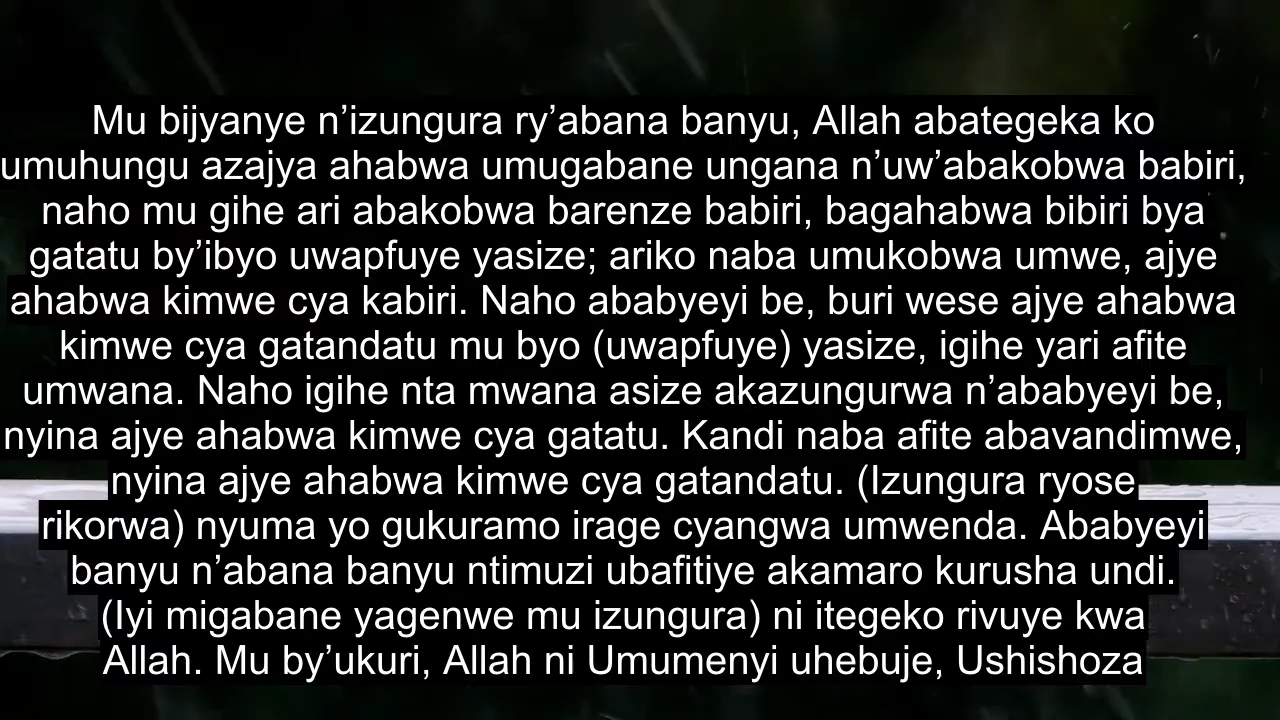 Mu bijyanye n’izungura ry’abana banyu, Allah abategeka ko
umuhungu azajya ahabwa umugabane ungana n’uw’abakobwa babiri,
naho mu gihe ari abakobwa barenze babiri, bagahabwa bibiri bya
gatatu by’ibyo uwapfuye yasize; ariko naba umukobwa umwe, ajye
ahabwa kimwe cya kabiri. Naho ababyeyi be, buri wese ajye ahabwa
kimwe cya gatandatu mu byo (uwapfuye) yasize, igihe yari afite
umwana. Naho igihe nta mwana asize akazungurwa n’ababyeyi be,
nyina ajye ahabwa kimwe cya gatatu. Kandi naba afite abavandimwe,
nyina ajye ahabwa kimwe cya gatandatu. (Izungura ryose
rikorwa) nyuma yo gukuramo irage cyangwa umwenda. Ababyeyi
banyu n’abana banyu ntimuzi ubafitiye akamaro kurusha undi.
(Iyi migabane yagenwe mu izungura) ni itegeko rivuye kwa
Allah. Mu by’ukuri, Allah ni Umumenyi uhebuje, Ushishoza